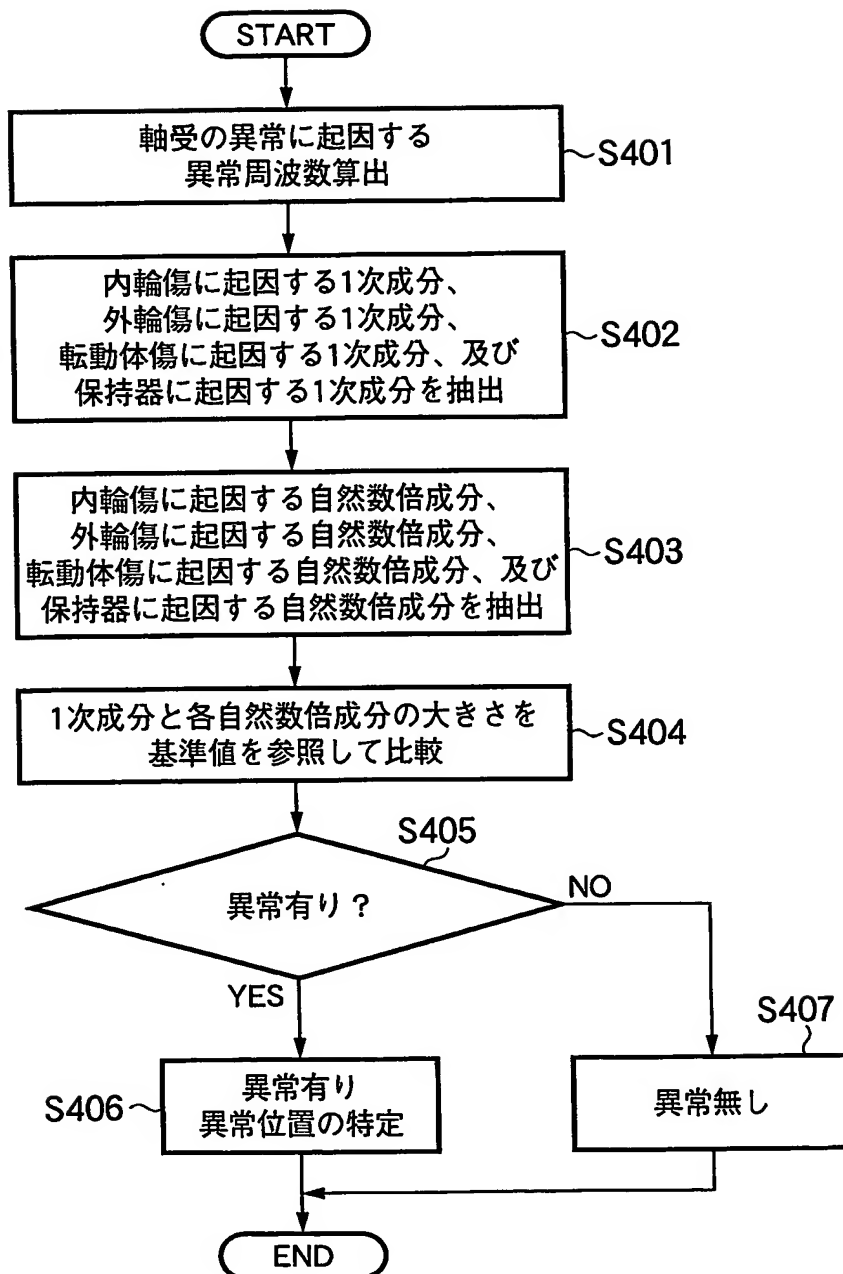 START
軸受の異常に起因する
異常周波数算出
~S401
内輪傷に起因する1次成分、
外輪傷に起因する1次成分、
転動体傷に起因する1次成分、及び
保持器に起因する1次成分を抽出
~S402
内輪傷に起因する自然数倍成分、
外輪傷に起因する自然数倍成分、
転動体傷に起因する自然数倍成分、及び
保持器に起因する自然数倍成分を抽出
~S403
1次成分と各自然数倍成分の大きさを
基準値を参照して比較
~S404
S405
異常有り?
NO
YES
S407
S406~
異常有り
異常位置の特定
異常無し
END